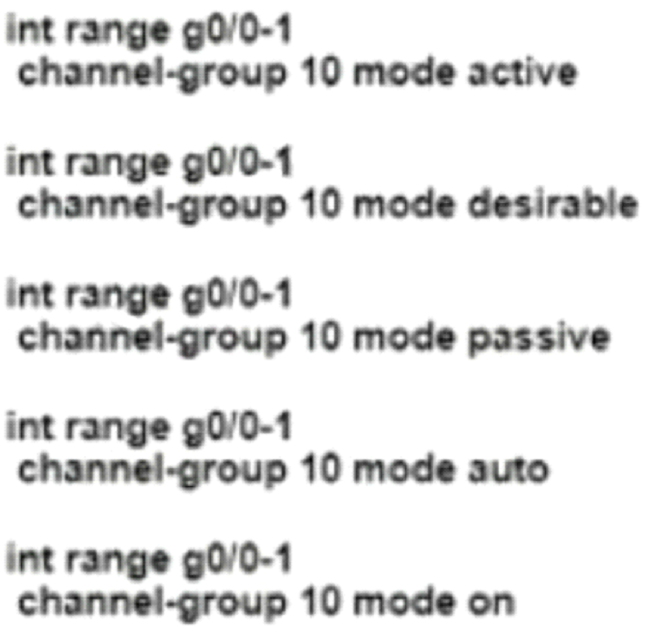 int range g0/0-1
channel-group 10 mode active
int range g0/0-1
channel-group 10 mode desirable
int range g0/0-1
channel-group 10 mode passive
int range g0/0-1
channel-group 10 mode auto
int range g0/0-1
channel-group 10 mode on